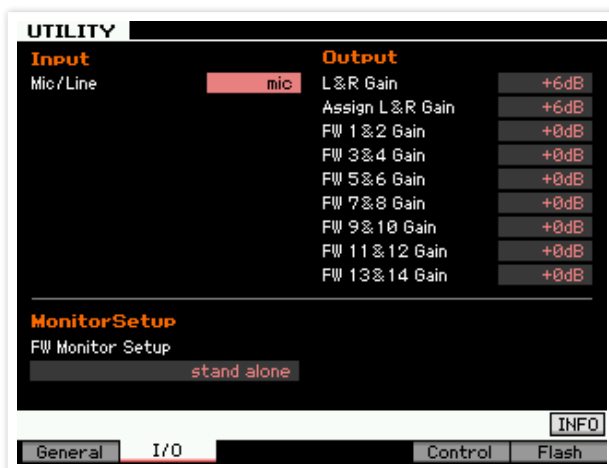 UTILITY
Input
Mic/Line mic
Output
L&R Gain +6dB
Assign L&R Gain +6dB
FW 1&2 Gain +0dB
FW 3&4 Gain +0dB
FW 5&6 Gain +0dB
FW 7&8 Gain +0dB
FW 9&10 Gain +0dB
FW 11&12 Gain +0dB
FW 13&14 Gain +0dB
MonitorSetup
FW Monitor Setup
stand alone
INFO
General I/O Control Flash